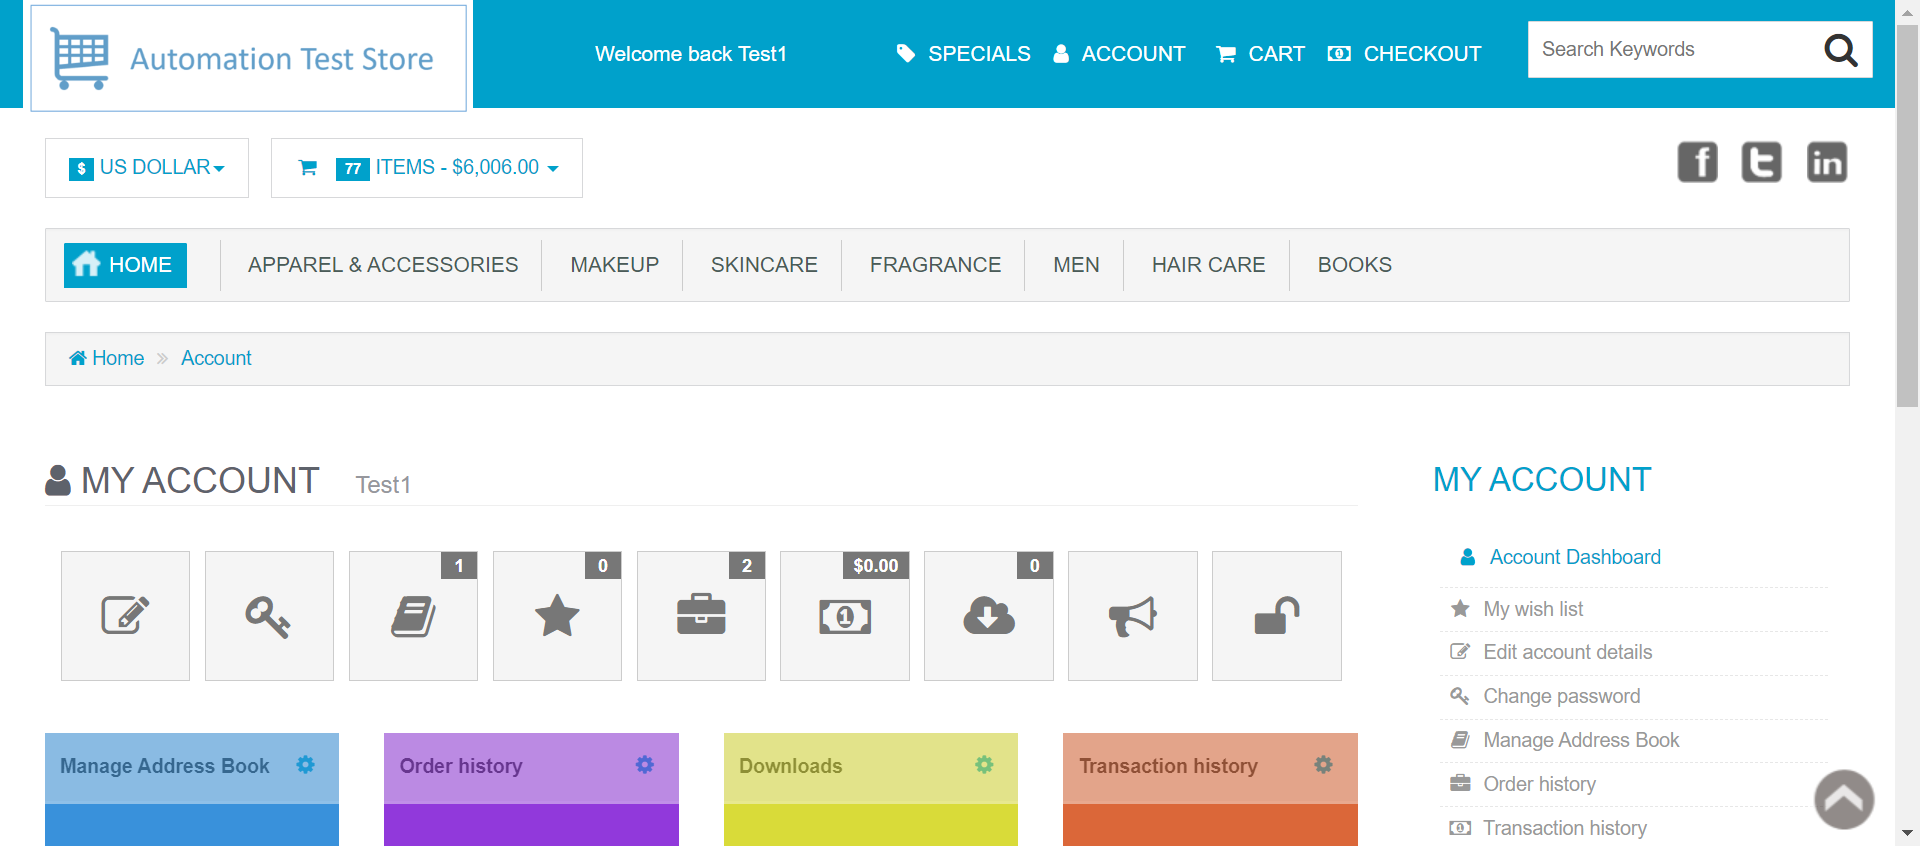 Automation Test Store
Welcome back Test1
SPECIALS
ACCOUNT
CART
CHECKOUT
Search Keywords
$ US DOLLAR
77 ITEMS - $6,006.00
HOME
APPAREL & ACCESSORIES
MAKEUP
SKINCARE
FRAGRANCE
MEN
HAIR CARE
BOOKS
Home » Account
MY ACCOUNT Test1
1
0
2
$0.00
0
Manage Address Book
Order history
Downloads
Transaction history
MY ACCOUNT
Account Dashboard
My wish list
Edit account details
Change password
Manage Address Book
Order history
Transaction history